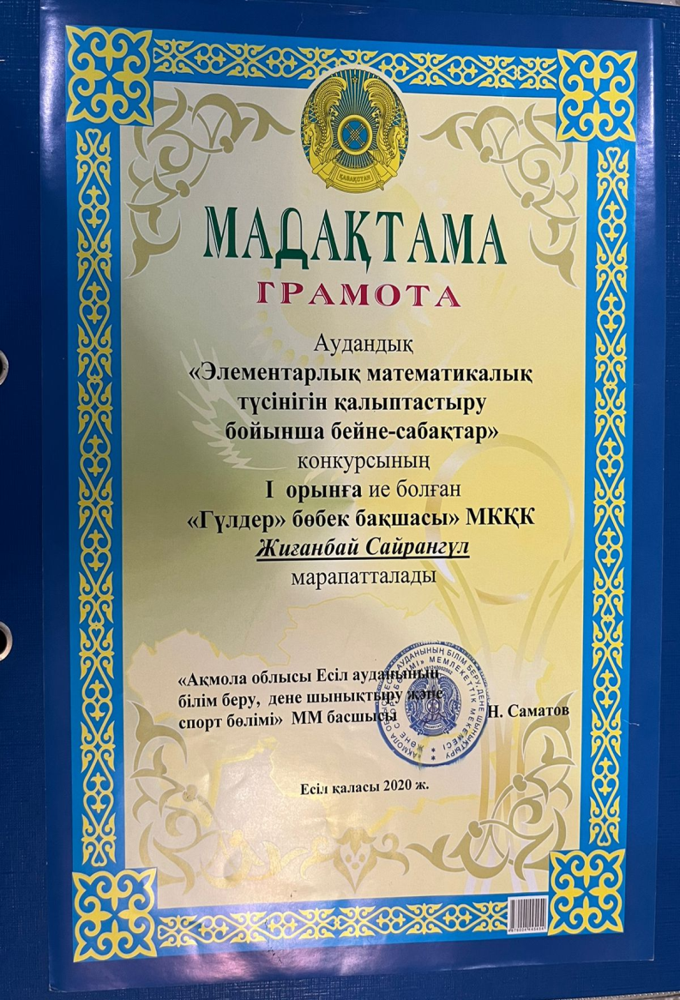 ҚАЗАҚСТАН
МАДАҚТАМА
ГРАМОТА
Аудандық
«Элементарлық математикалық
түсінігін қалыптастыру
бойынша бейне-сабақтар»
конкурсының
I орынға ие болған
«Гүлдер» бөбек бақшасы» МКҚК
Жиғанбай Сайрангүл
марапатталады
«Ақмола облысы Есіл ауданының
білім беру, дене шынықтыру және
спорт бөлімі» ММ басшысы Н. Саматов
Есіл қаласы 2020 ж.